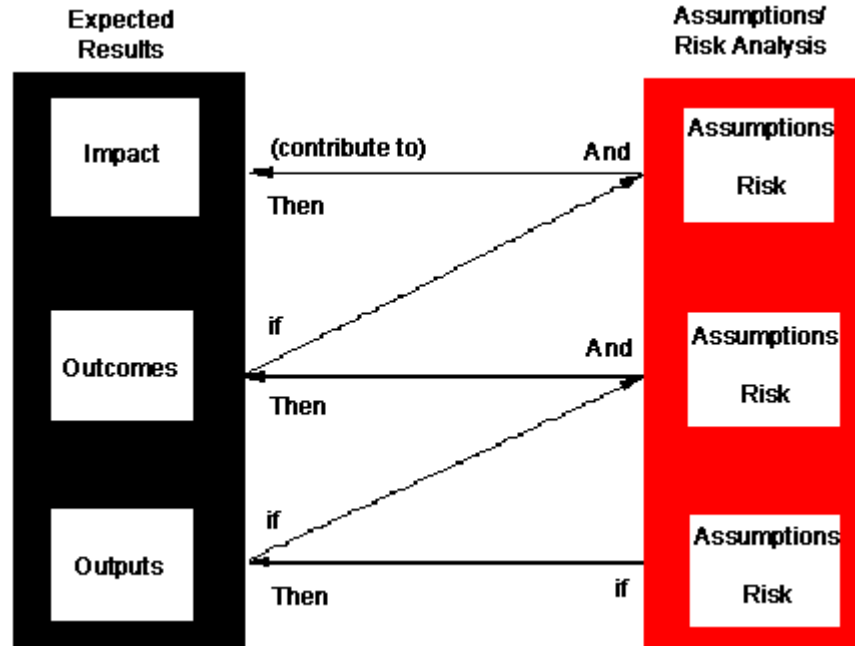 Expected
Results
Assumptions/
Risk Analysis
Impact
(contribute to)
And
Then
Assumptions
Risk
if
And
Outcomes
Then
Assumptions
Risk
if
Outputs
Then
if
Assumptions
Risk